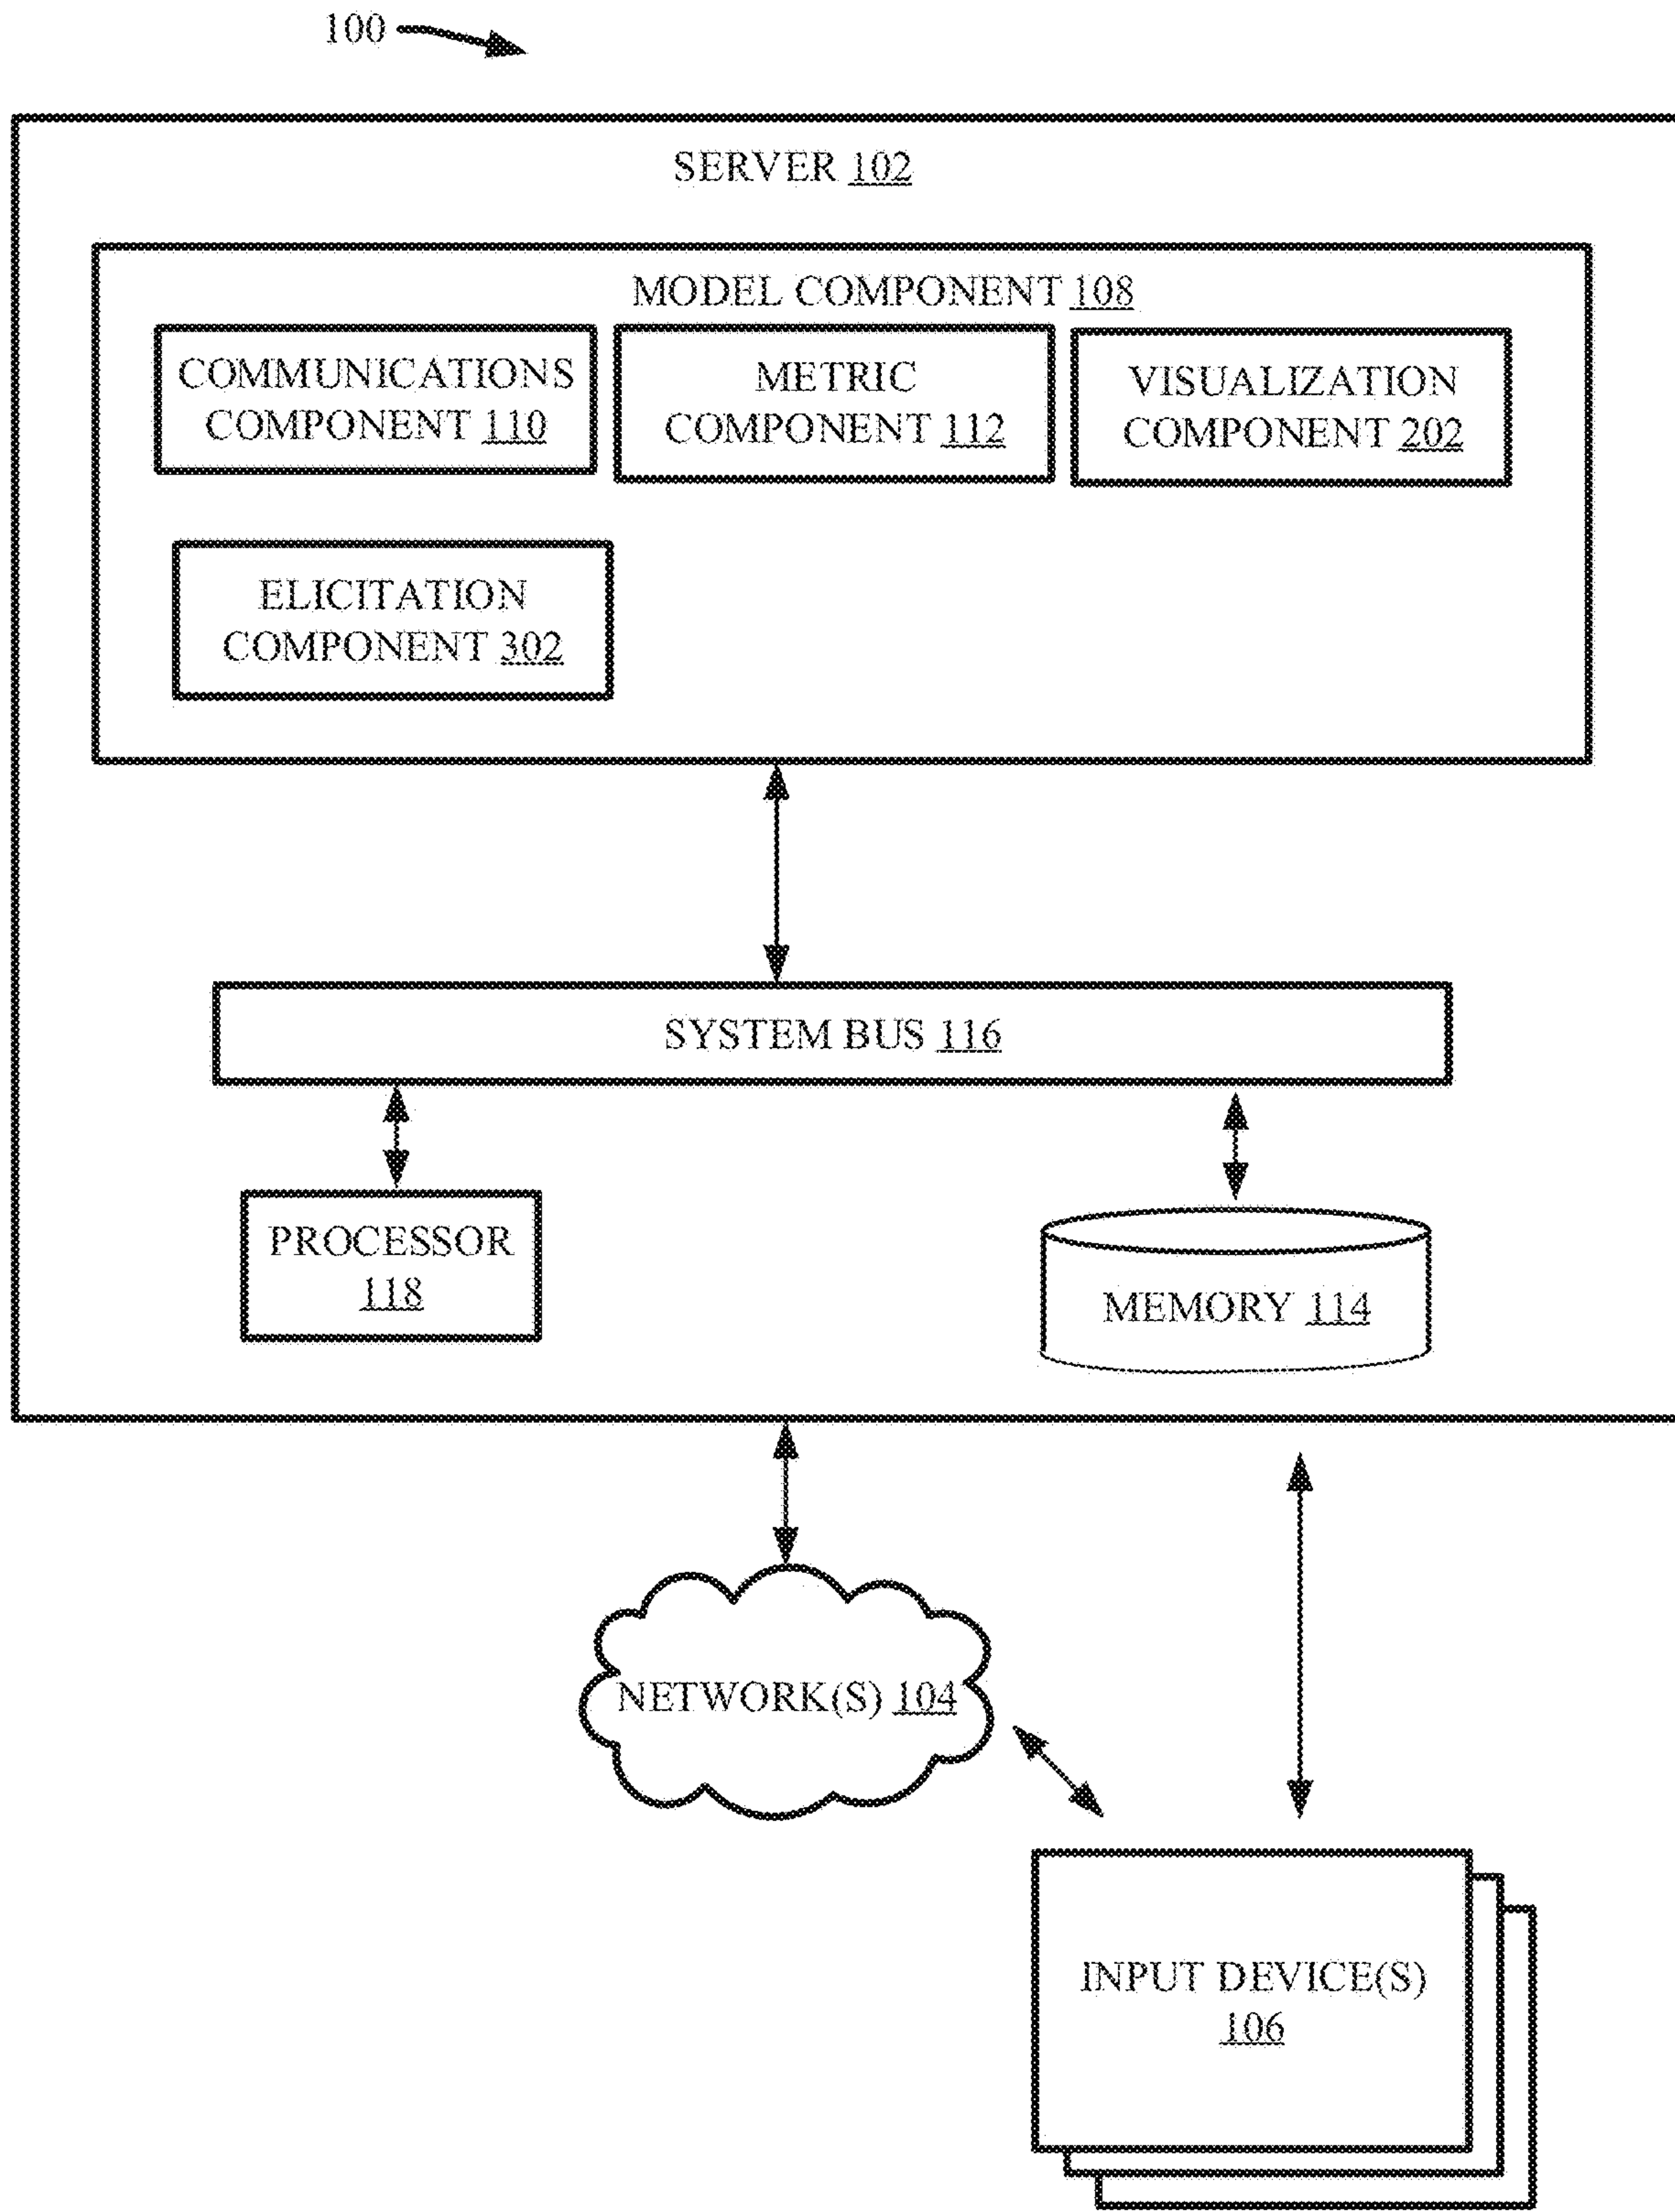 100
SERVER 102
MODEL COMPONENT 108
COMMUNICATIONS
COMPONENT 110
METRIC
COMPONENT 112
VISUALIZATION
COMPONENT 202
ELICITATION
COMPONENT 302
SYSTEM BUS 116
PROCESSOR
118
MEMORY 114
NETWORK(S) 104
INPUT DEVICE(S)
106